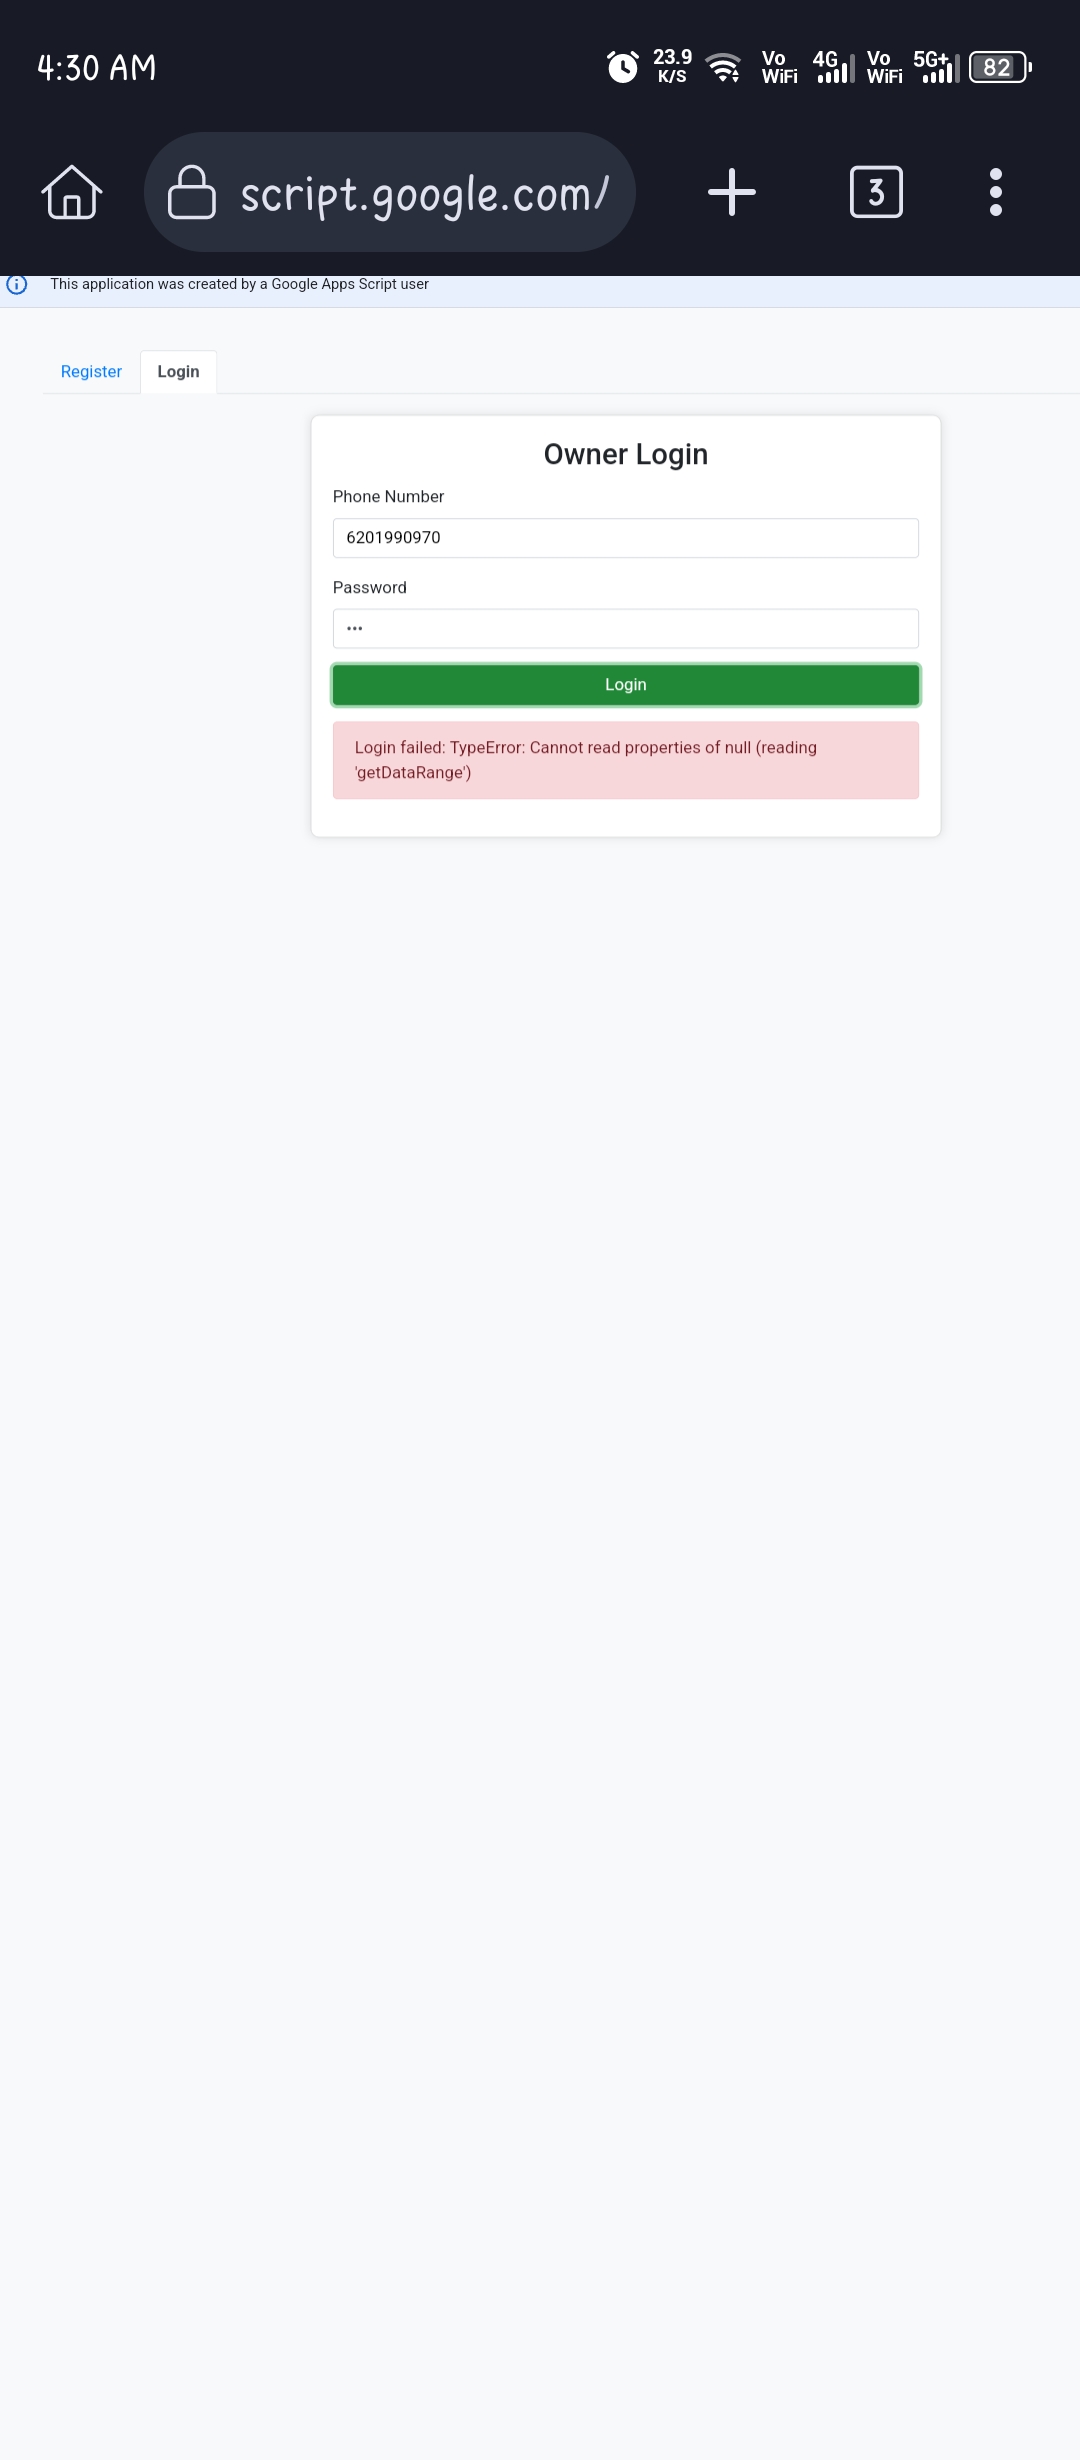 4:30 AM
23.9
K/S
Vo
WiFi
4G
Vo
WiFi
5G+
82
script.google.com/
3
This application was created by a Google Apps Script user
Register
Login
Owner Login
Phone Number
6201990970
Password
•••
Login
Login failed: TypeError: Cannot read properties of null (reading
'getDataRange')